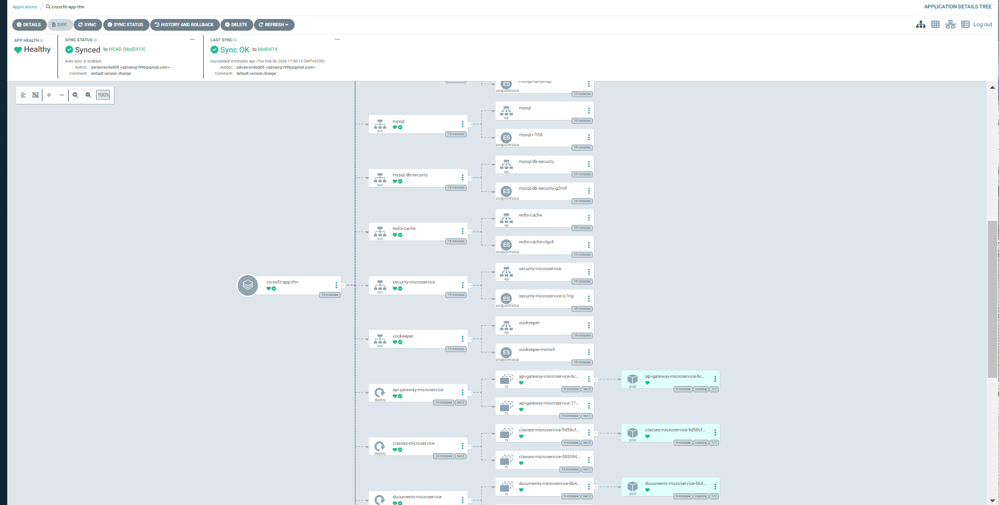 Applications / crossfit-app-tfm
APPLICATION DETAILS TREE
DETAILS DIFF SYNC SYNC STATUS HISTORY AND ROLLBACK DELETE REFRESH
Log out
APP HEALTH
Healthy
SYNC STATUS
Synced to HEAD (bbd0414)
Auto sync is enabled.
Author: adrianrevilla009 <adrianrg1996@gmail.com> -
Comment: default version change
LAST SYNC
Sync OK to bbd0414
Succeeded 4 minutes ago (Tue Feb 06 2024 17:00:13 GMT+0100)
Author: adrianrevilla009 <adrianrg1996@gmail.com> -
Comment: default version change
100%
ES
endpointslice
14 minutes
mysql
svc
14 minutes
mysql
ep
14 minutes
ES
mysql-r7t58
endpointslice
14 minutes
mysql-db-security
svc
14 minutes
mysql-db-security
ep
14 minutes
ES
mysql-db-security-g2mlf
endpointslice
14 minutes
redis-cache
svc
14 minutes
redis-cache
ep
14 minutes
ES
redis-cache-clgc6
endpointslice
14 minutes
crossfit-app-tfm
15 minutes
security-microservice
svc
14 minutes
security-microservice
ep
14 minutes
ES
security-microservice-lc7ng
endpointslice
14 minutes
zookeeper
svc
14 minutes
zookeeper
ep
14 minutes
ES
zookeeper-mtms9
endpointslice
14 minutes
api-gateway-microservice
deploy
14 minutes rev:2
api-gateway-microservice-6c...
rs
4 minutes rev:2
api-gateway-microservice-6c...
pod
4 minutes running 1/1
api-gateway-microservice-77...
rs
14 minutes rev:1
classes-microservice
deploy
14 minutes rev:2
classes-microservice-9d58cf...
rs
4 minutes rev:2
classes-microservice-9d58cf...
pod
4 minutes running 1/1
classes-microservice-585594...
rs
14 minutes rev:1
documents-microservice
documents-microservice-864...
rs
4 minutes rev:2
documents-microservice-864...
pod
4 minutes running 1/1